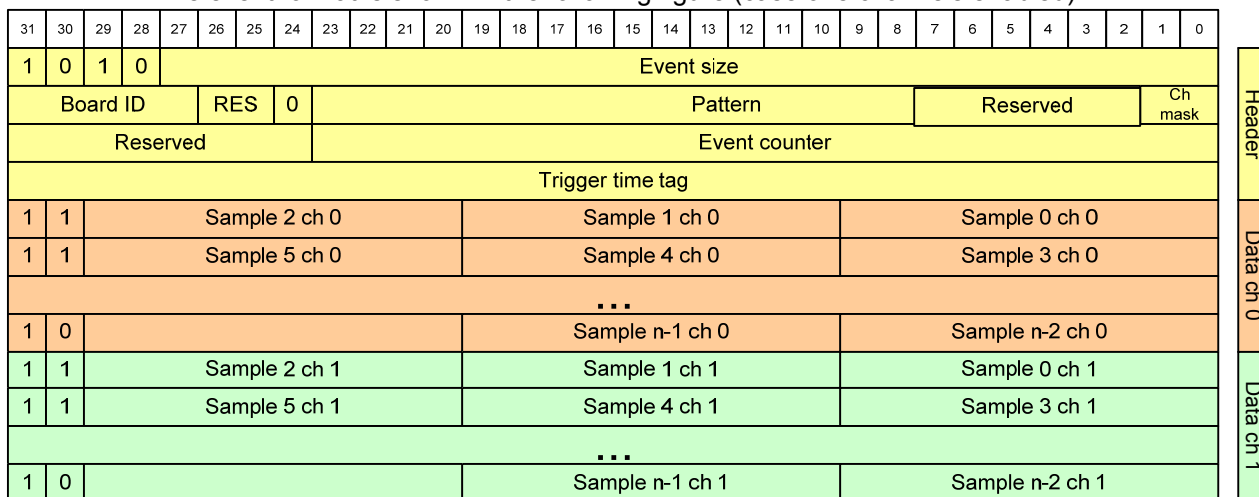 31 30 29 28 27 26 25 24 23 22 21 20 19 18 17 16 15 14 13 12 11 10 9 8 7 6 5 4 3 2 1 0
1 0 1 0 Event size
Board ID RES 0 Pattern Reserved Ch mask
Reserved Event counter
Trigger time tag
Header
1 1 Sample 2 ch 0 Sample 1 ch 0 Sample 0 ch 0
1 1 Sample 5 ch 0 Sample 4 ch 0 Sample 3 ch 0
...
1 0 Sample n-1 ch 0 Sample n-2 ch 0
Data ch 0
1 1 Sample 2 ch 1 Sample 1 ch 1 Sample 0 ch 1
1 1 Sample 5 ch 1 Sample 4 ch 1 Sample 3 ch 1
...
1 0 Sample n-1 ch 1 Sample n-2 ch 1
Data ch 1